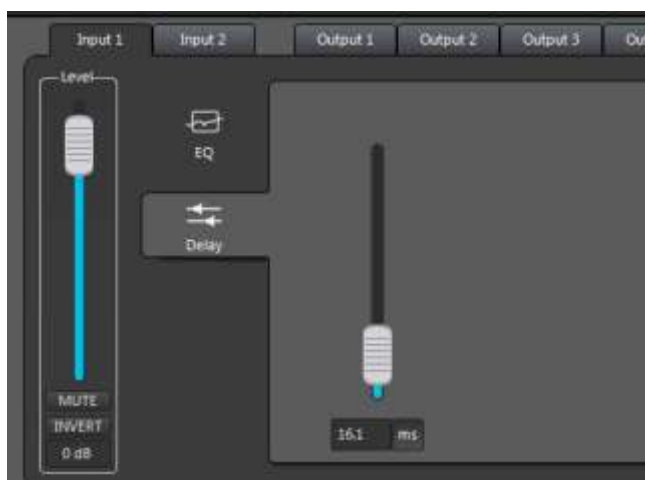 Input 1 Input 2 Output 1 Output 2 Output 3
Level
EQ
Delay
MUTE
INVERT
0 dB
16.1 ms